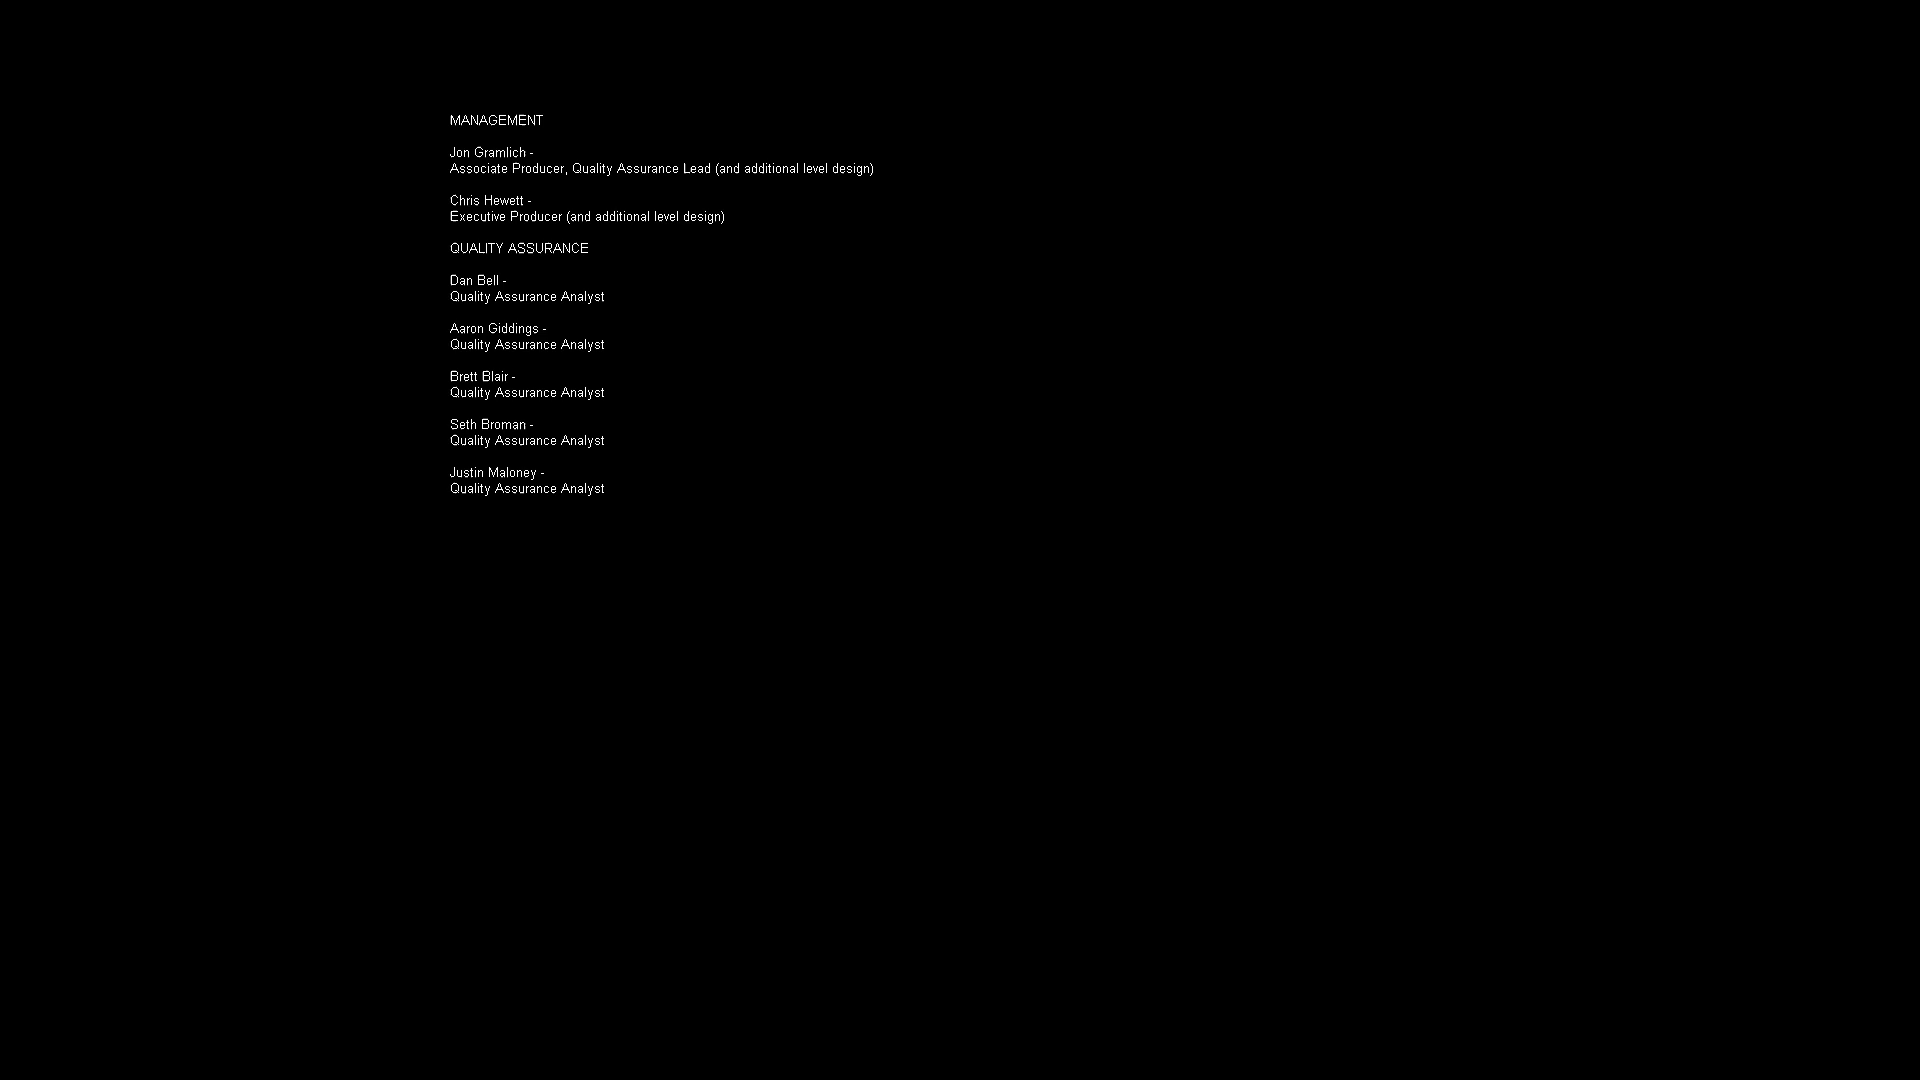 MANAGEMENT
Jon Gramlich -
Associate Producer, Quality Assurance Lead (and additional level design)
Chris Hewett -
Executive Producer (and additional level design)
QUALITY ASSURANCE
Dan Bell -
Quality Assurance Analyst
Aaron Giddings -
Quality Assurance Analyst
Brett Blair -
Quality Assurance Analyst
Seth Broman -
Quality Assurance Analyst
Justin Maloney -
Quality Assurance Analyst